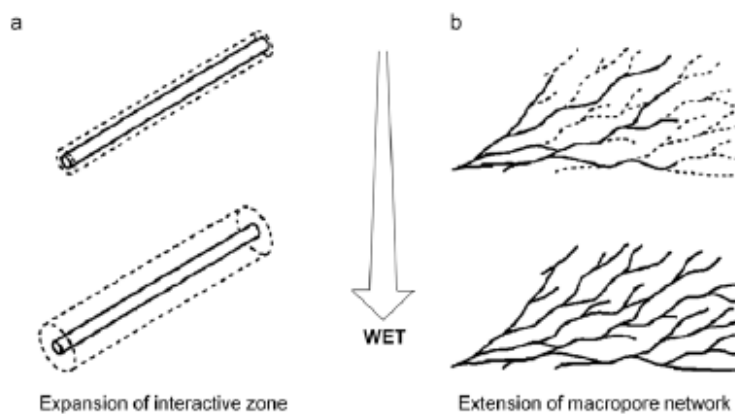 a
b
WET
Expansion of interactive zone
Extension of macropore network